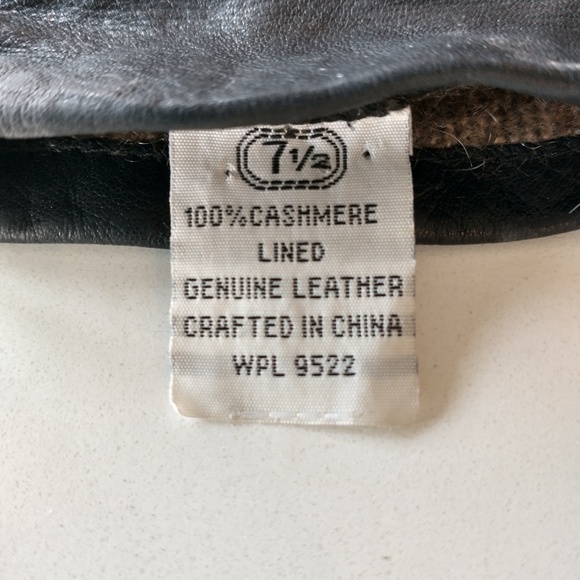 7 1/2
100%CASHMERE
LINED
GENUINE LEATHER
CRAFTED IN CHINA
WPL 9522